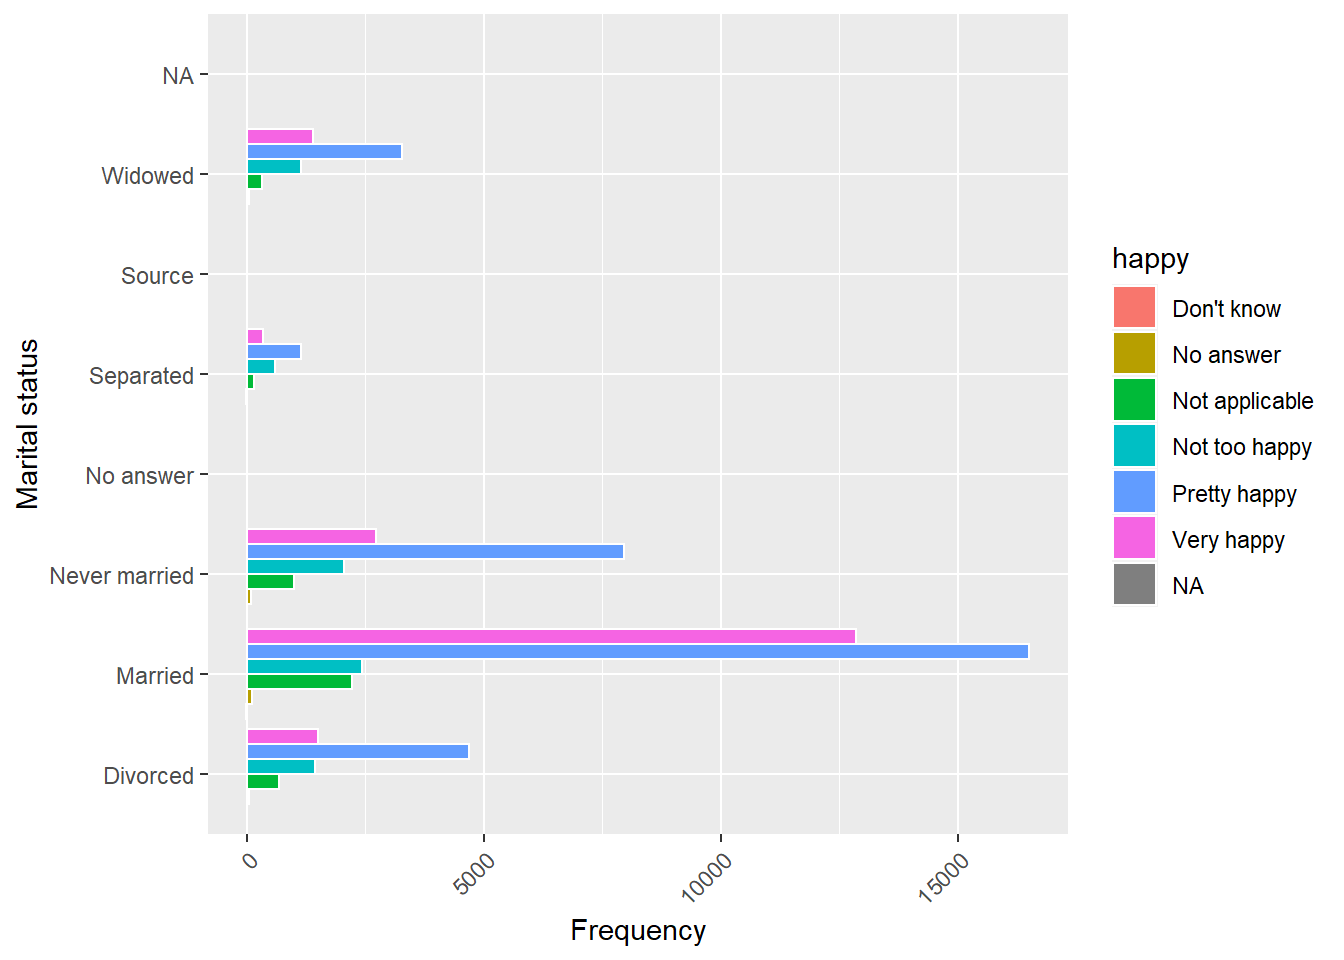 NA
Widowed
Source
Separated
No answer
Never married
Married
Divorced
Marital status
0
5000
10000
15000
Frequency
happy
Don't know
No answer
Not applicable
Not too happy
Pretty happy
Very happy
NA